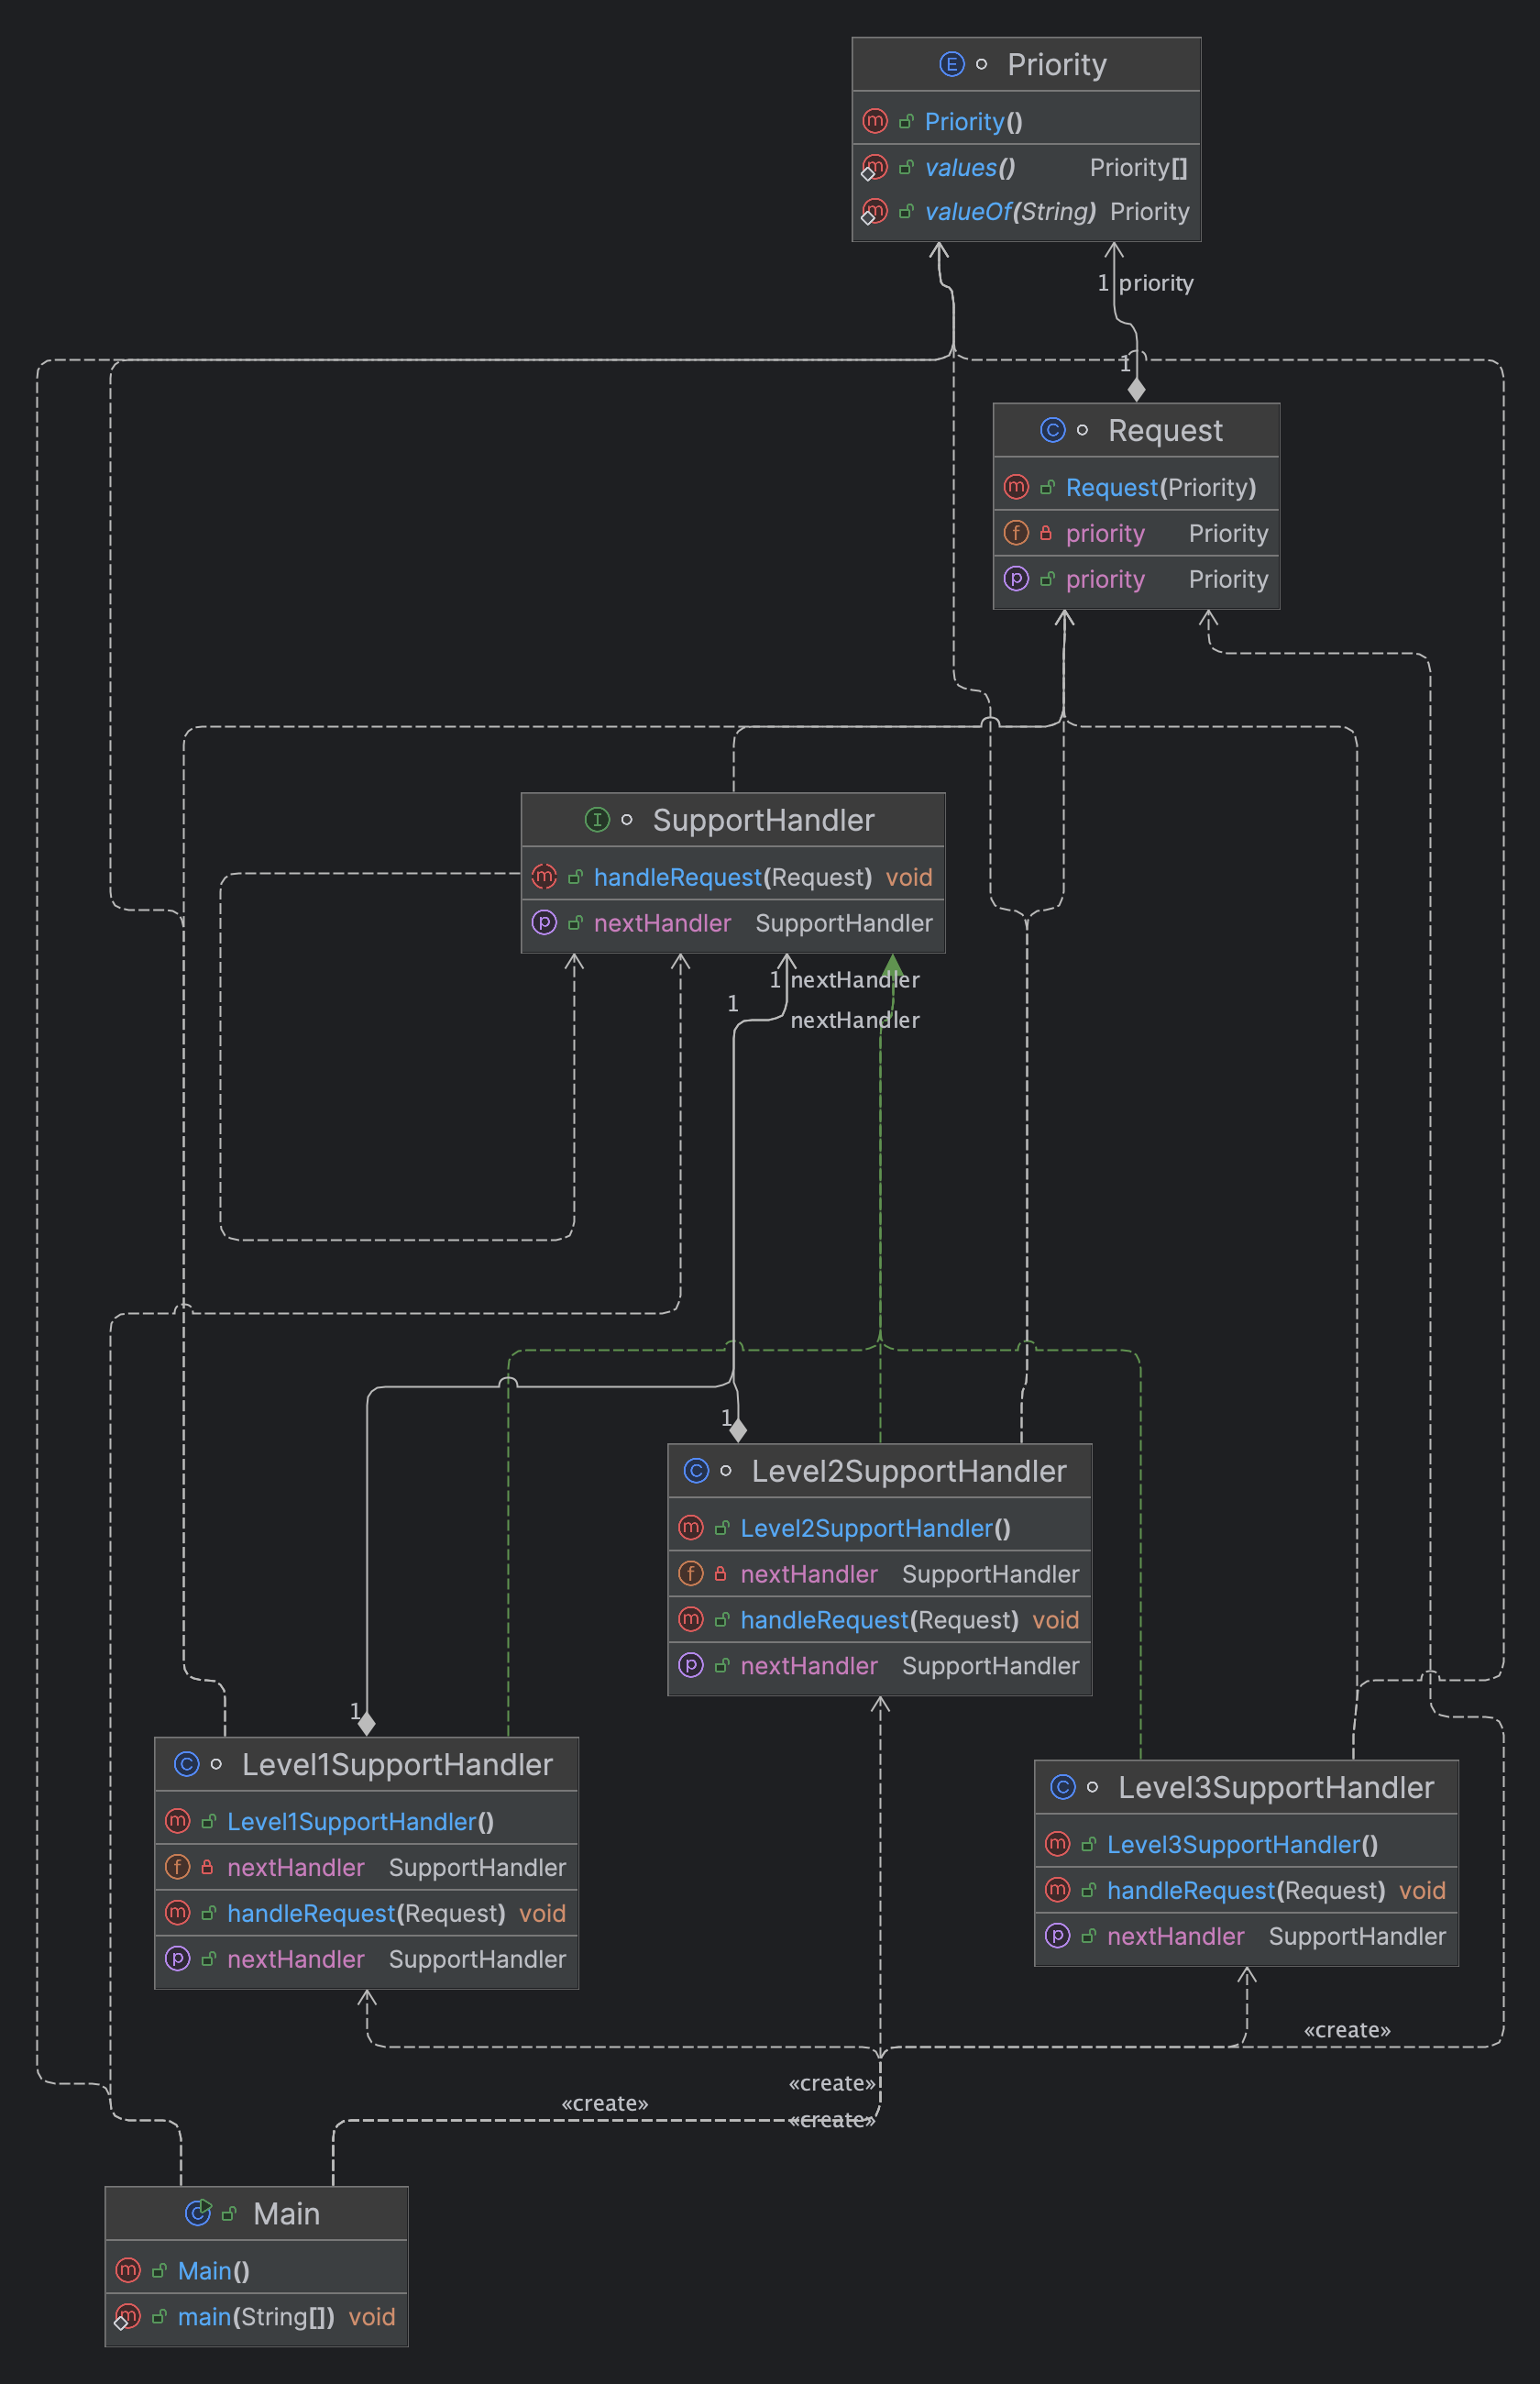 Priority
Priority()
values() Priority[]
valueOf(String) Priority
1 priority
1
Request
Request(Priority)
priority Priority
priority Priority
SupportHandler
handleRequest(Request) void
nextHandler SupportHandler
1 nextHandler
1
nextHandler
1
Level2SupportHandler
Level2SupportHandler()
nextHandler SupportHandler
handleRequest(Request) void
nextHandler SupportHandler
1
Level1SupportHandler
Level1SupportHandler()
nextHandler SupportHandler
handleRequest(Request) void
nextHandler SupportHandler
Level3SupportHandler
Level3SupportHandler()
handleRequest(Request) void
nextHandler SupportHandler
«create»
«create»
«create»
«create»
Main
Main()
main(String[]) void